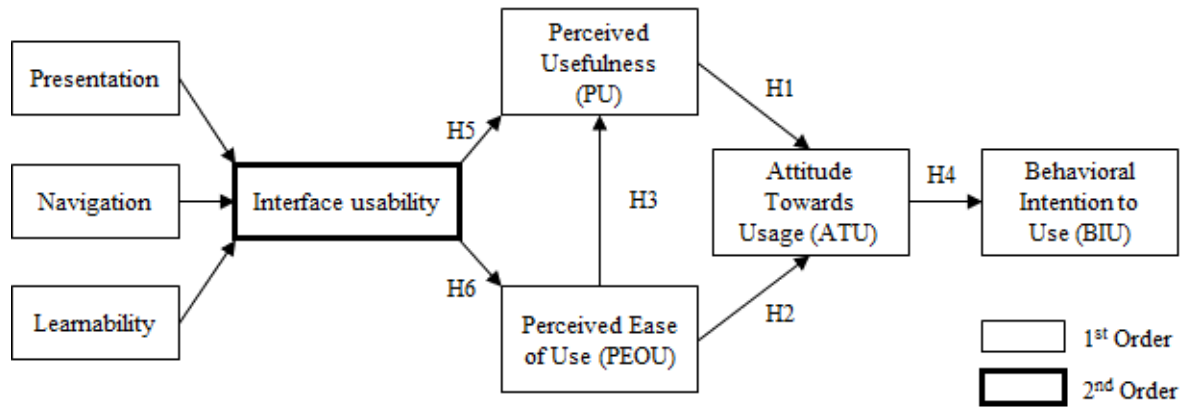 Presentation
Navigation
Learnability
Interface usability
H5
H6
Perceived
Usefulness
(PU)
H3
Perceived Ease
of Use (PEOU)
H1
H2
Attitude
Towards
Usage (ATU)
H4
Behavioral
Intention to
Use (BIU)
1st Order
2nd Order